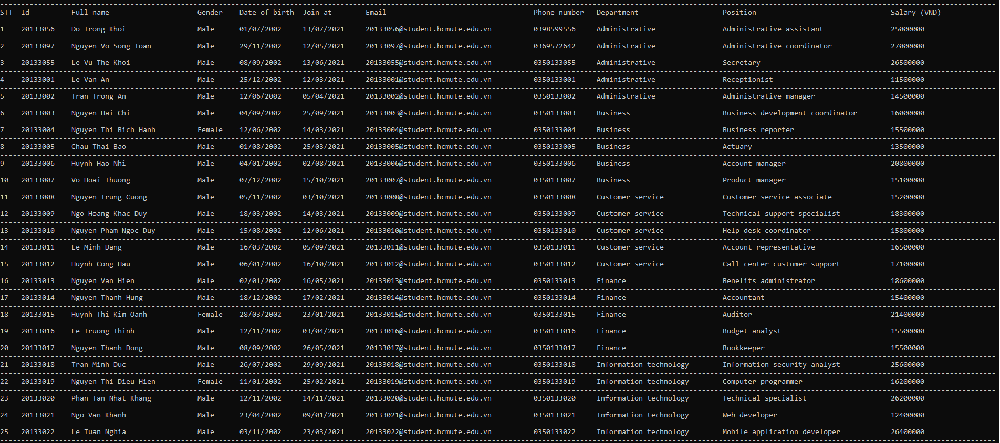 STT Id Full name Gender Date of birth Join at Email Phone number Department Position Salary (VND)
1 20133056 Do Trong Khoi Male 01/07/2002 13/07/2021 20133056@student.hcmute.edu.vn 0398599556 Administrative Administrative assistant 25000000
2 20133097 Nguyen Vo Song Toan Male 29/11/2002 12/05/2021 20133097@student.hcmute.edu.vn 0369572642 Administrative Administrative coordinator 27000000
3 20133055 Le Vu The Khoi Male 08/09/2002 13/06/2021 20133055@student.hcmute.edu.vn 0350133055 Administrative Secretary 26500000
4 20133001 Le Van An Male 25/12/2002 12/03/2021 20133001@student.hcmute.edu.vn 0350133001 Administrative Receptionist 11500000
5 20133002 Tran Trong An Male 12/06/2002 05/04/2021 20133002@student.hcmute.edu.vn 0350133002 Administrative Administrative manager 14500000
6 20133003 Nguyen Hai Chi Male 04/09/2002 25/09/2021 20133003@student.hcmute.edu.vn 0350133003 Business Business development coordinator 16000000
7 20133004 Nguyen Thi Bich Hanh Female 12/06/2002 14/03/2021 20133004@student.hcmute.edu.vn 0350133004 Business Business reporter 15500000
8 20133005 Chau Thai Bao Male 01/08/2002 25/03/2021 20133005@student.hcmute.edu.vn 0350133005 Business Actuary 13500000
9 20133006 Huynh Hao Nhi Male 04/01/2002 02/08/2021 20133006@student.hcmute.edu.vn 0350133006 Business Account manager 20800000
10 20133007 Vo Hoai Thuong Male 07/12/2002 15/10/2021 20133007@student.hcmute.edu.vn 0350133007 Business Product manager 15100000
11 20133008 Nguyen Trung Cuong Male 05/11/2002 03/10/2021 20133008@student.hcmute.edu.vn 0350133008 Customer service Customer service associate 15200000
12 20133009 Ngo Hoang Khac Duy Male 18/03/2002 14/03/2021 20133009@student.hcmute.edu.vn 0350133009 Customer service Technical support specialist 18300000
13 20133010 Nguyen Pham Ngoc Duy Male 15/08/2002 12/06/2021 20133010@student.hcmute.edu.vn 0350133010 Customer service Help desk coordinator 15800000
14 20133011 Le Minh Dang Male 16/03/2002 05/09/2021 20133011@student.hcmute.edu.vn 0350133011 Customer service Account representative 16500000
15 20133012 Huynh Cong Hau Male 06/01/2002 16/10/2021 20133012@student.hcmute.edu.vn 0350133012 Customer service Call center customer support 17100000
16 20133013 Nguyen Van Hien Male 02/01/2002 16/05/2021 20133013@student.hcmute.edu.vn 0350133013 Finance Benefits administrator 18600000
17 20133014 Nguyen Thanh Hung Male 18/12/2002 17/02/2021 20133014@student.hcmute.edu.vn 0350133014 Finance Accountant 15400000
18 20133015 Huynh Thi Kim Oanh Female 28/03/2002 23/01/2021 20133015@student.hcmute.edu.vn 0350133015 Finance Auditor 21400000
19 20133016 Le Truong Thinh Male 12/11/2002 03/04/2021 20133016@student.hcmute.edu.vn 0350133016 Finance Budget analyst 15500000
20 20133017 Nguyen Thanh Dong Male 08/09/2002 26/05/2021 20133017@student.hcmute.edu.vn 0350133017 Finance Bookkeeper 15500000
21 20133018 Tran Minh Duc Male 26/07/2002 29/09/2021 20133018@student.hcmute.edu.vn 0350133018 Information technology Information security analyst 25600000
22 20133019 Nguyen Thi Dieu Hien Female 11/01/2002 25/02/2021 20133019@student.hcmute.edu.vn 0350133019 Information technology Computer programmer 16200000
23 20133020 Phan Tan Nhat Khang Male 12/11/2002 14/11/2021 20133020@student.hcmute.edu.vn 0350133020 Information technology Technical specialist 26200000
24 20133021 Ngo Van Khanh Male 23/04/2002 09/01/2021 20133021@student.hcmute.edu.vn 0350133021 Information technology Web developer 12400000
25 20133022 Le Tuan Nghia Male 03/11/2002 23/03/2021 20133022@student.hcmute.edu.vn 0350133022 Information technology Mobile application developer 26400000